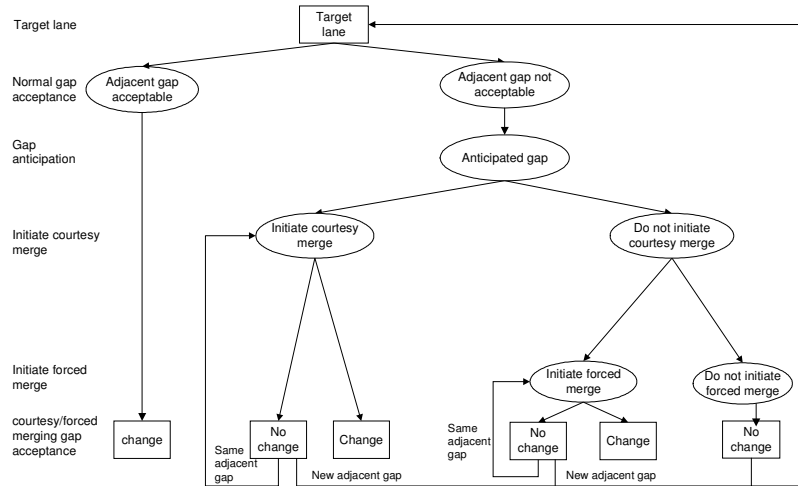 Target lane
Target
lane
Normal gap
acceptance
Adjacent gap
acceptable
Adjacent gap not
acceptable
Gap
anticipation
Anticipated gap
Initiate courtesy
merge
Initiate courtesy
merge
Do not initiate
courtesy merge
Initiate forced
merge
Initiate forced
merge
Do not initiate
forced merge
courtesy/forced
merging gap
acceptance
change
Same
adjacent
gap
No
change
Change
New adjacent gap
Same
adjacent
gap
No
change
Change
New adjacent gap
No
change